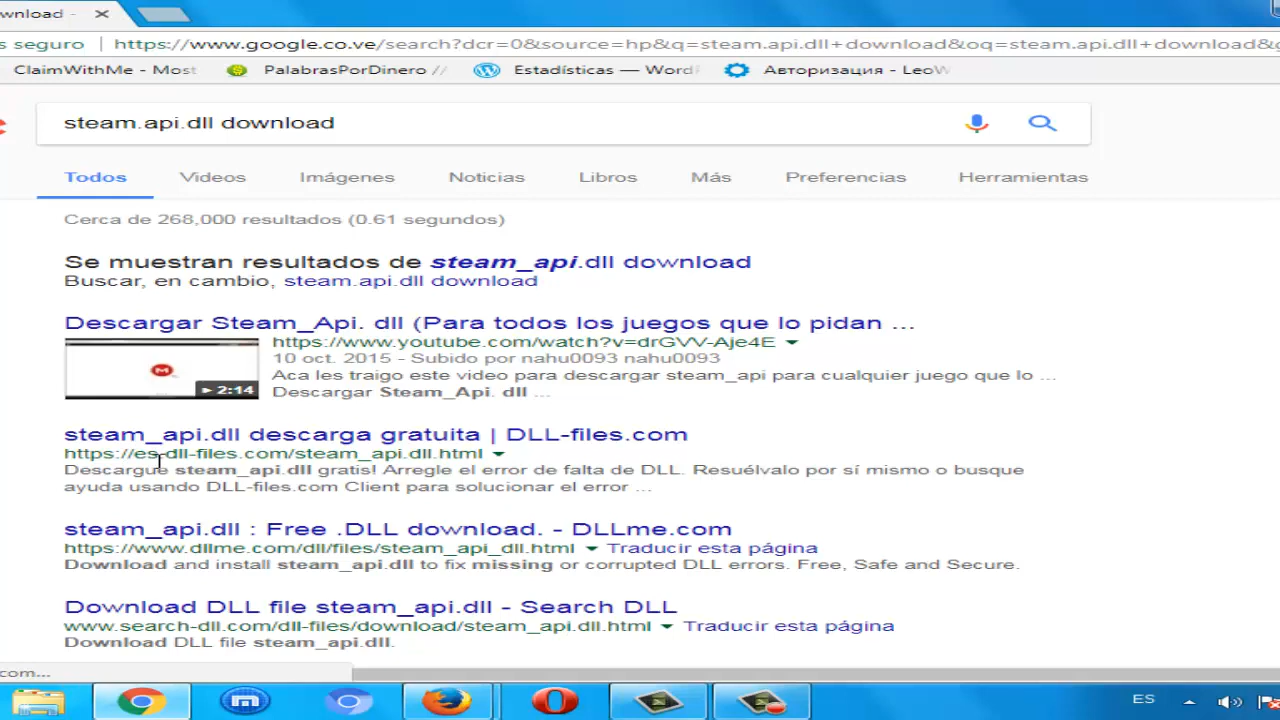 wnload -
s seguro | https://www.google.co.ve/search?dcr=0&source=hp&q=steam.api.dll+download&oq=steam.api.dll+download&g
ClaimWithMe - Most PalabrasPorDinero // Estadísticas — Word Авторизация - LeoW
steam.api.dll download
Todos Videos Imágenes Noticias Libros Más Preferencias Herramientas
Cerca de 268,000 resultados (0.61 segundos)
Se muestran resultados de steam_api.dll download
Buscar, en cambio, steam.api.dll download
Descargar Steam_Api. dll (Para todos los juegos que lo pidan ...
https://www.youtube.com/watch?v=drGVV-Aje4E
10 oct. 2015 - Subido por nahu0093 nahu0093
Aca les traigo este video para descargar steam_api para cualquier juego que lo ...
2:14
Descargar Steam_Api. dll ...
steam_api.dll descarga gratuita | DLL-files.com
https://es.dll-files.com/steam_api.dll.html
Descargue steam_api.dll gratis! Arregle el error de falta de DLL. Resuélvalo por sí mismo o busque
ayuda usando DLL-files.com Client para solucionar el error ...
steam_api.dll : Free .DLL download. - DLLme.com
https://www.dllme.com/dll/files/steam_api_dll.html Traducir esta página
Download and install steam_api.dll to fix missing or corrupted DLL errors. Free, Safe and Secure.
Download DLL file steam_api.dll - Search DLL
www.search-dll.com/dll-files/download/steam_api.dll.html Traducir esta página
Download DLL file steam_api.dll.
com...
ES